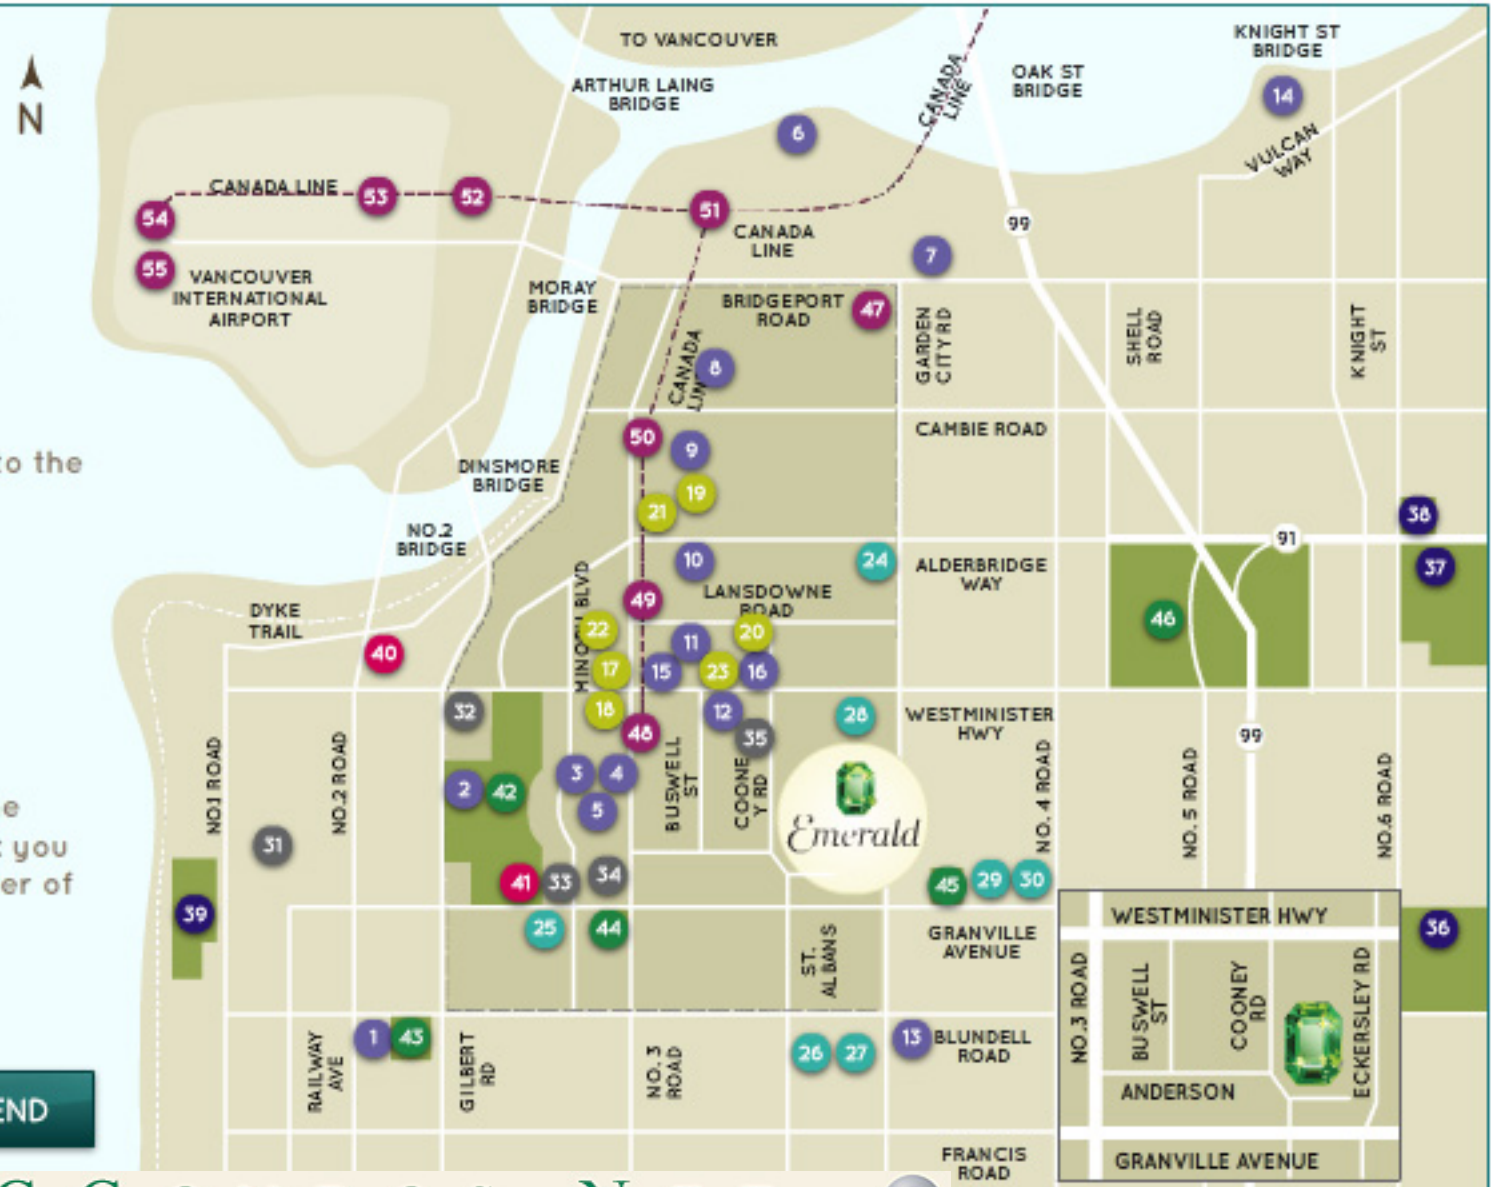 TO VANCOUVER
KNIGHT ST
BRIDGE
N
ARTHUR LAING
BRIDGE
CANADA
LINE
OAK ST
BRIDGE
14
6
VULCAN
WAY
CANADA LINE
53
52
54
51
99
CANADA
LINE
7
55
VANCOUVER
INTERNATIONAL
AIRPORT
MORAY
BRIDGE
BRIDGEPORT
ROAD
47
GARDEN
CITY RD
SHELL
ROAD
KNIGHT
ST
CANADA
LIN
8
CAMBIE ROAD
50
9
to the
DINSMORE
BRIDGE
19
21
38
NO.2
BRIDGE
91
10
24
ALDERBRIDGE
WAY
37
MINO BLVD
49
LANSDOWNE
ROAD
DYKE
TRAIL
46
22
20
11
40
17
15
23
16
32
18
12
28
WESTMINISTER
HWY
48
35
99
NO.1 ROAD
NO.2 ROAD
3
4
2
42
5
BUSWELL
ST
COONE
Y RD
Emerald
NO. 4 ROAD
NO. 5 ROAD
NO.6 ROAD
e
t you
er of
31
41
33
34
45
29
30
39
25
44
ST.
ALBANS
GRANVILLE
AVENUE
36
WESTMINISTER HWY
NO.3 ROAD
BUSWELL
ST
COONEY
RD
ECKERSLEY RD
ANDERSON
GRANVILLE AVENUE
RAILWAY
AVE
1
43
GILBERT
RD
NO. 3
ROAD
26
27
13
BLUNDELL
ROAD
END
FRANCIS
ROAD